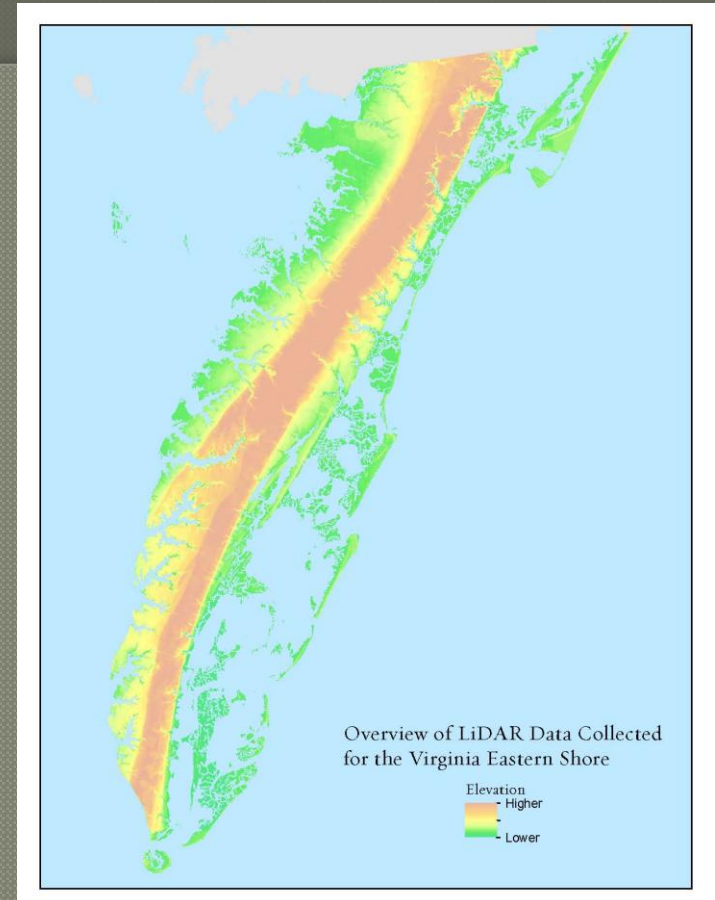 Overview of LiDAR Data Collected
for the Virginia Eastern Shore
Elevation
Higher
Lower